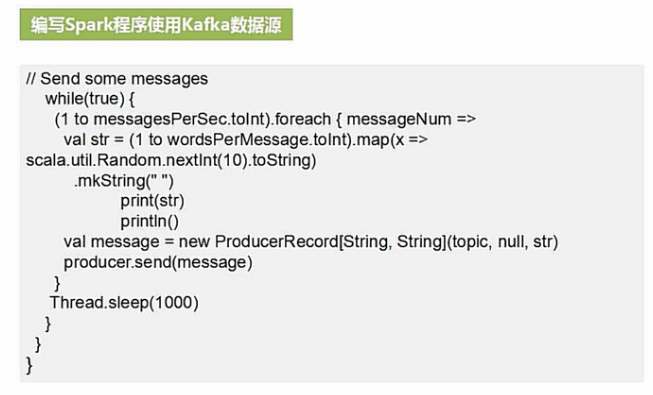 编写Spark程序使用Kafka数据源
// Send some messages
while(true) {
(1 to messagesPerSec.toInt).foreach { messageNum =>
val str = (1 to wordsPerMessage.toInt).map(x =>
scala.util.Random.nextInt(10).toString)
.mkString(" ")
print(str)
println()
val message = new ProducerRecord[String, String](topic, null, str)
producer.send(message)
}
Thread.sleep(1000)
}
}
}